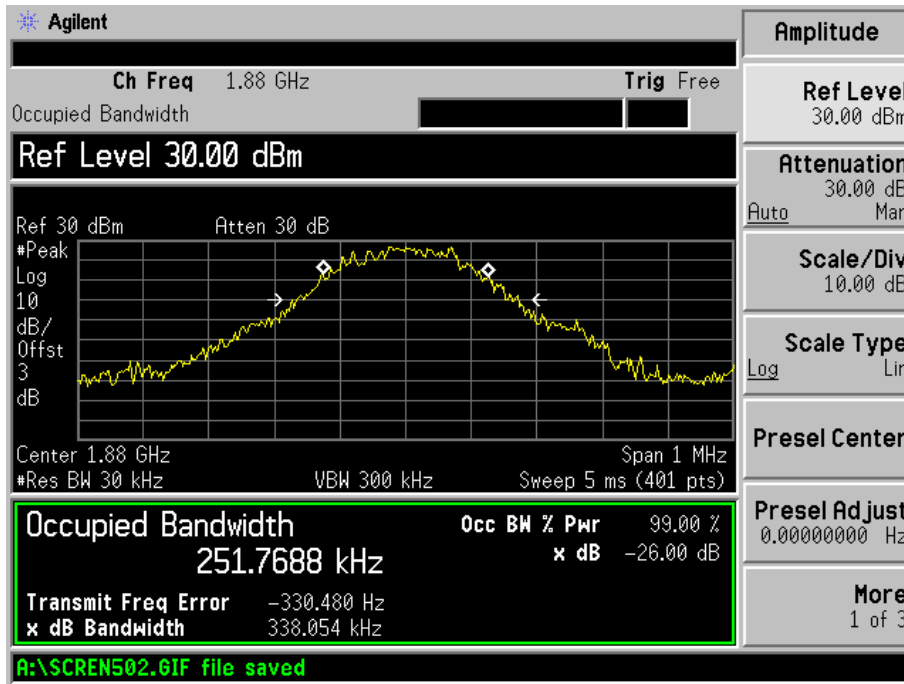 Agilent
Ch Freq 1.88 GHz Trig Free
Occupied Bandwidth
Ref Level 30.00 dBm
Ref 30 dBm Atten 30 dB
#Peak
Log
10
dB/
Offst
3
dB
Center 1.88 GHz Span 1 MHz
#Res BW 30 kHz VBW 300 kHz Sweep 5 ms (401 pts)
Occupied Bandwidth Occ BW % Pwr 99.00 %
251.7688 kHz x dB -26.00 dB
Transmit Freq Error -330.480 Hz
x dB Bandwidth 338.054 kHz
A:\SCREN502.GIF file saved
Amplitude
Ref Level
30.00 dBm
Attenuation
30.00 dB
Auto Man
Scale/Div
10.00 dB
Scale Type
Log Lin
Presel Center
Presel Adjust
0.00000000 Hz
More
1 of 3